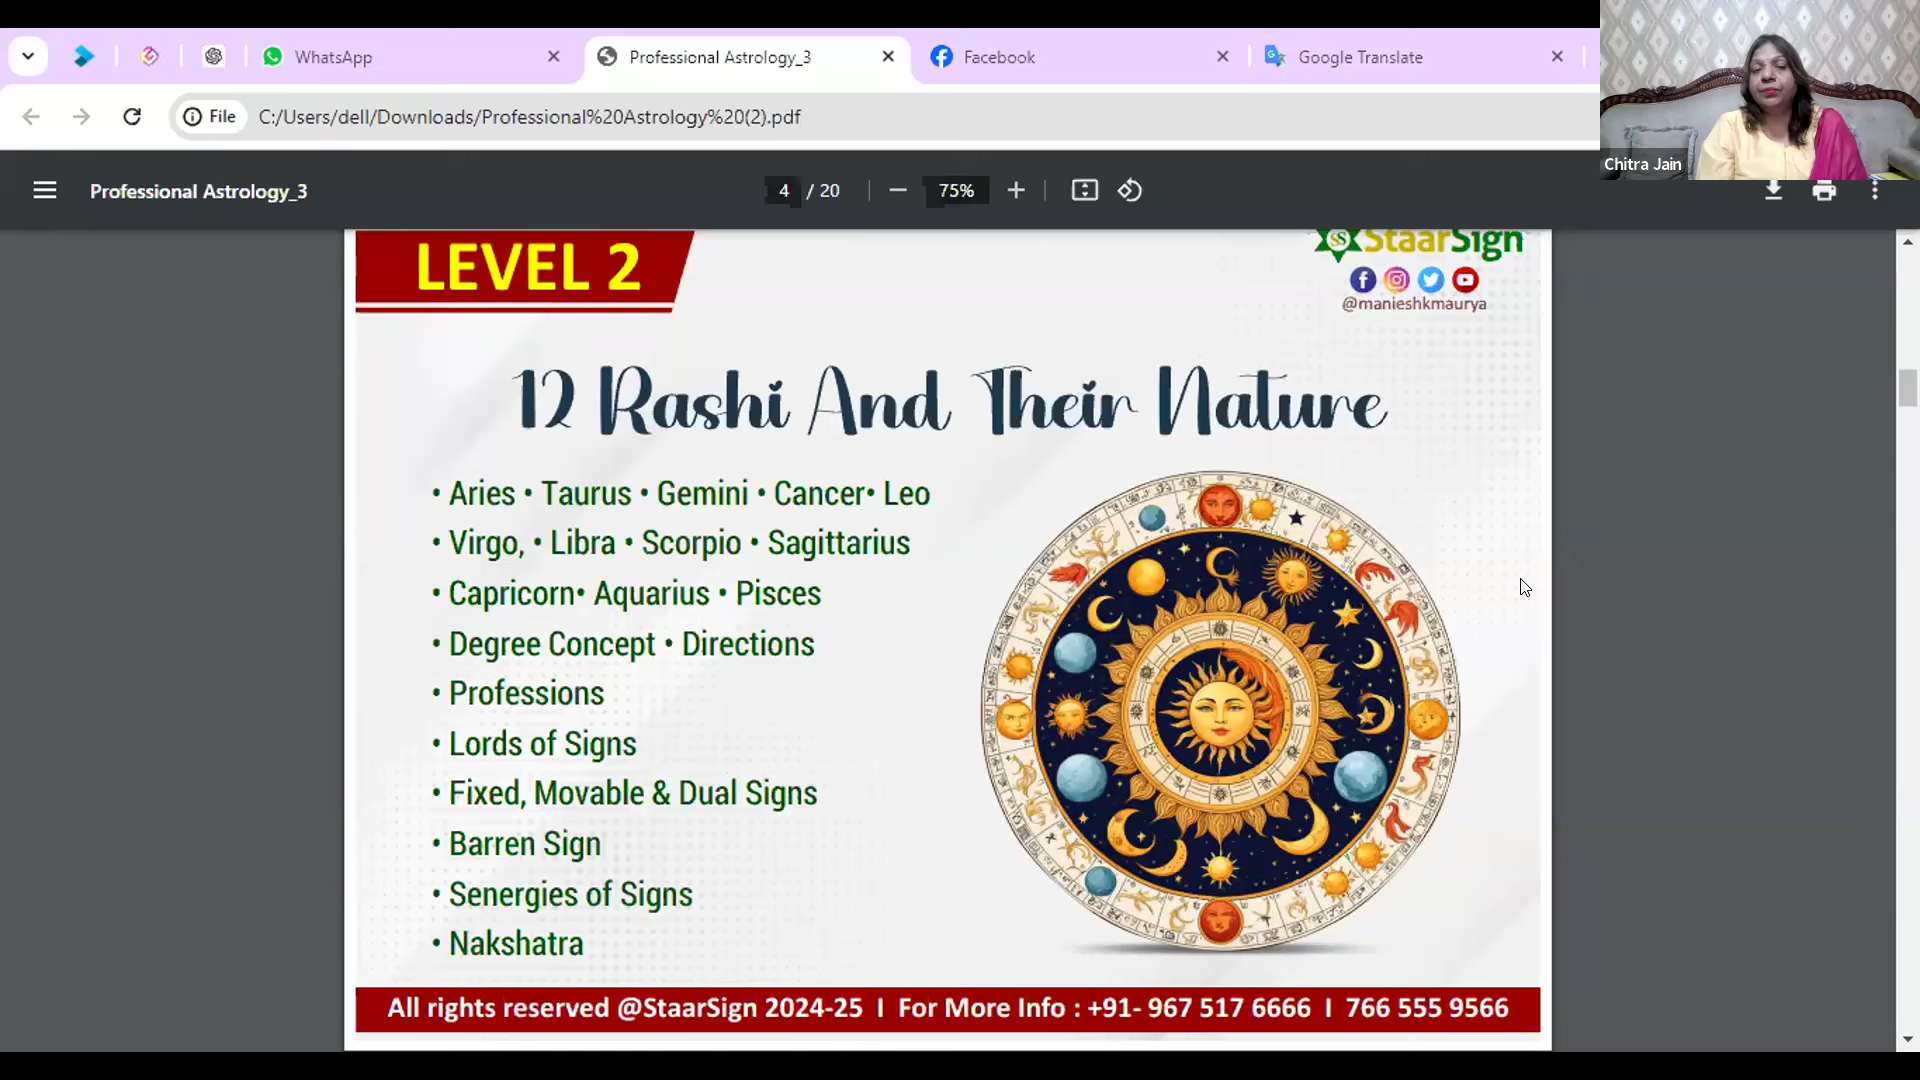 WhatsApp
Professional Astrology_3
Facebook
Google Translate
File
C:/Users/dell/Downloads/Professional%20Astrology%20(2).pdf
Chitra Jain
Professional Astrology_3
4 / 20
75%
LEVEL 2
SS StaarSign
@manieshkmaurya
12 Rashi And Their Nature
• Aries • Taurus • Gemini • Cancer• Leo
• Virgo, • Libra • Scorpio • Sagittarius
• Capricorn• Aquarius • Pisces
• Degree Concept • Directions
• Professions
• Lords of Signs
• Fixed, Movable & Dual Signs
• Barren Sign
• Senergies of Signs
• Nakshatra
All rights reserved @StaarSign 2024-25 I For More Info : +91- 967 517 6666 I 766 555 9566